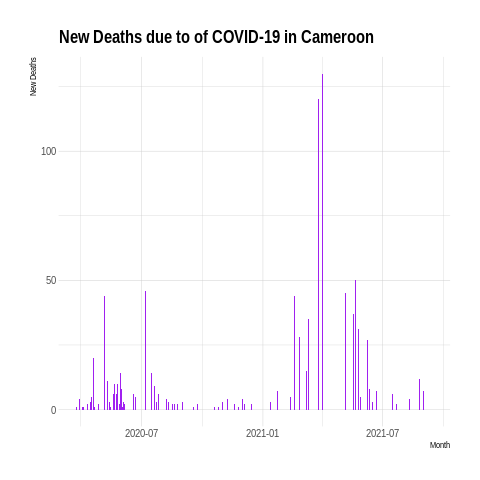 New Deaths due to of COVID-19 in Cameroon
New Deaths
100
50
0
2020-07
2021-01
2021-07
Month